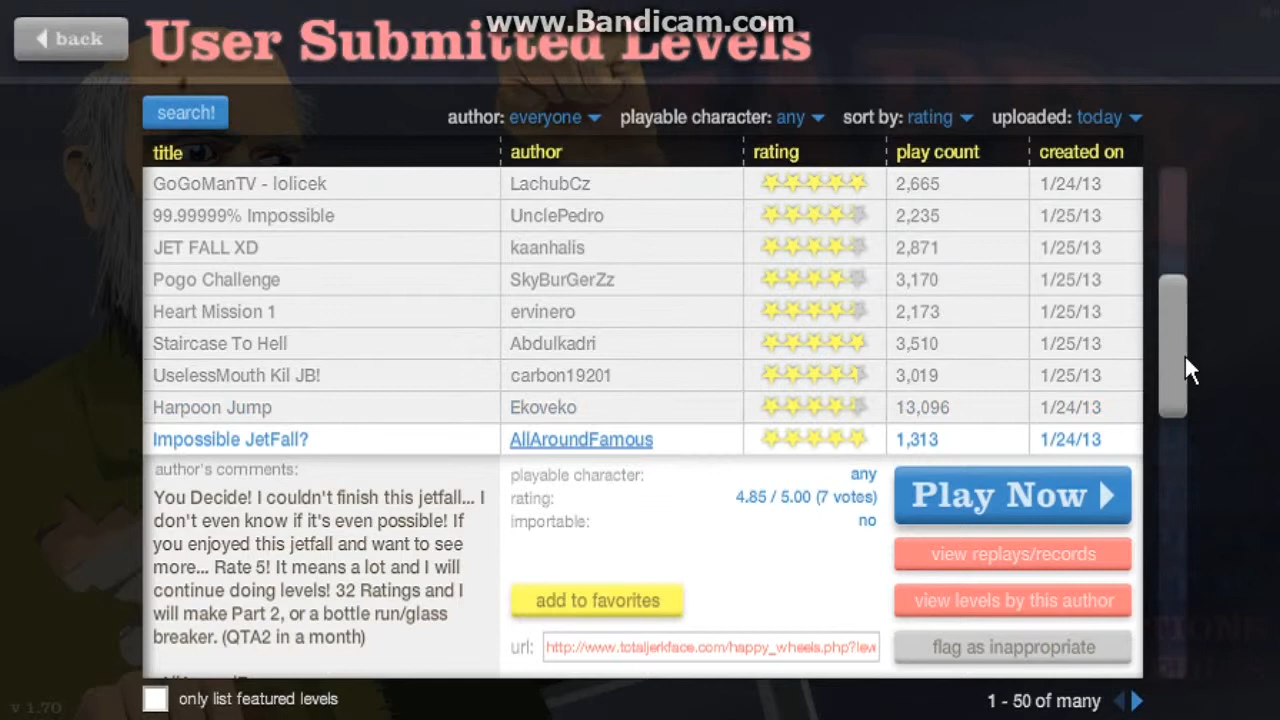 www.Bandicam.com
back
User Submitted Levels
search!
author: everyone playable character: any sort by: rating uploaded: today
title author rating play count created on
GoGoManTV - lolicek LachubCz 2,665 1/24/13
99.99999% Impossible UnclePedro 2,235 1/25/13
JET FALL XD kaanhalis 2,871 1/25/13
Pogo Challenge SkyBurGerZz 3,170 1/25/13
Heart Mission 1 ervinero 2,173 1/25/13
Staircase To Hell Abdulkadri 3,510 1/25/13
UselessMouth Kil JB! carbon19201 3,019 1/25/13
Harpoon Jump Ekoveko 13,096 1/24/13
Impossible JetFall? AllAroundFamous 1,313 1/24/13
author's comments:
You Decide! I couldn't finish this jetfall... I
don't even know if it's even possible! If
you enjoyed this jetfall and want to see
more... Rate 5! It means a lot and I will
continue doing levels! 32 Ratings and I
will make Part 2, or a bottle run/glass
breaker. (QTA2 in a month)
playable character: any
rating: 4.85 / 5.00 (7 votes)
importable: no
add to favorites
url: http://www.totaljerkface.com/happy_wheels.php?lev
Play Now
view replays/records
view levels by this author
flag as inappropriate
only list featured levels
1 - 50 of many
v 1.70